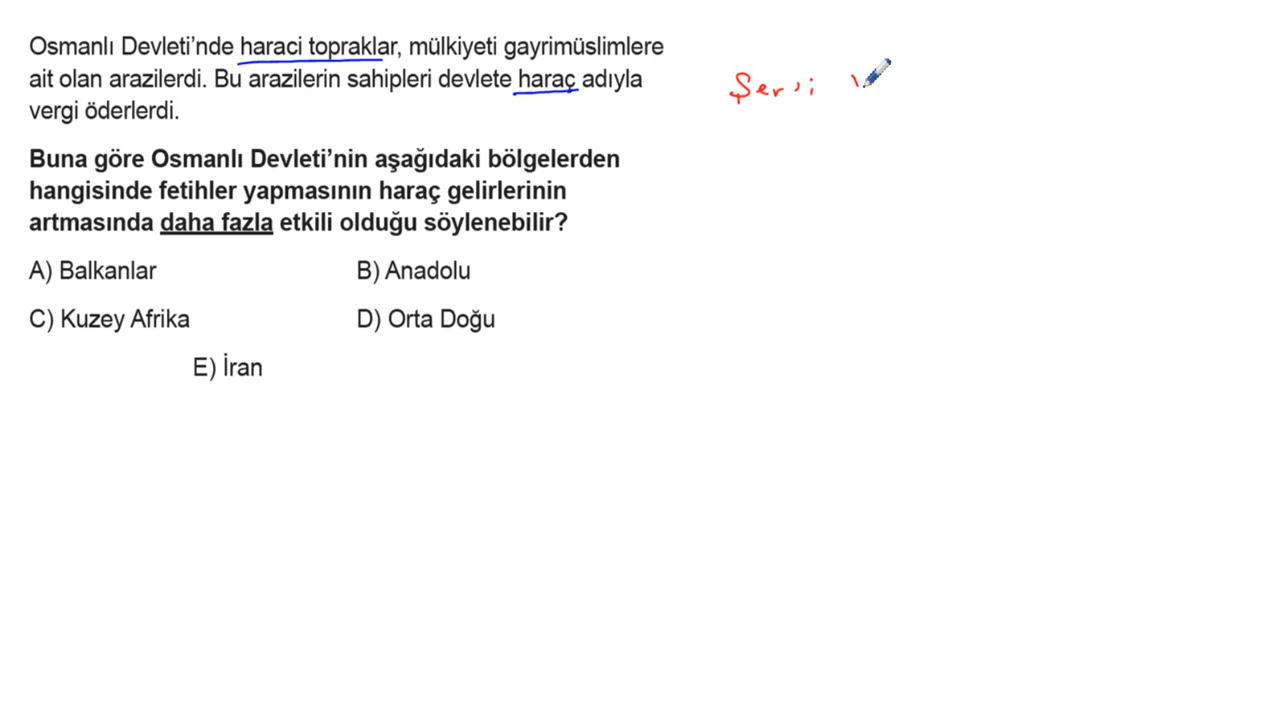 Osmanlı Devleti'nde haraci topraklar, mülkiyeti gayrimüslimlere
ait olan arazilerdi. Bu arazilerin sahipleri devlete haraç adıyla
vergi öderlerdi.
Buna göre Osmanlı Devleti'nin aşağıdaki bölgelerden
hangisinde fetihler yapmasının haraç gelirlerinin
artmasında daha fazla etkili olduğu söylenebilir?
A) Balkanlar B) Anadolu
C) Kuzey Afrika D) Orta Doğu
E) İran
Şer'i